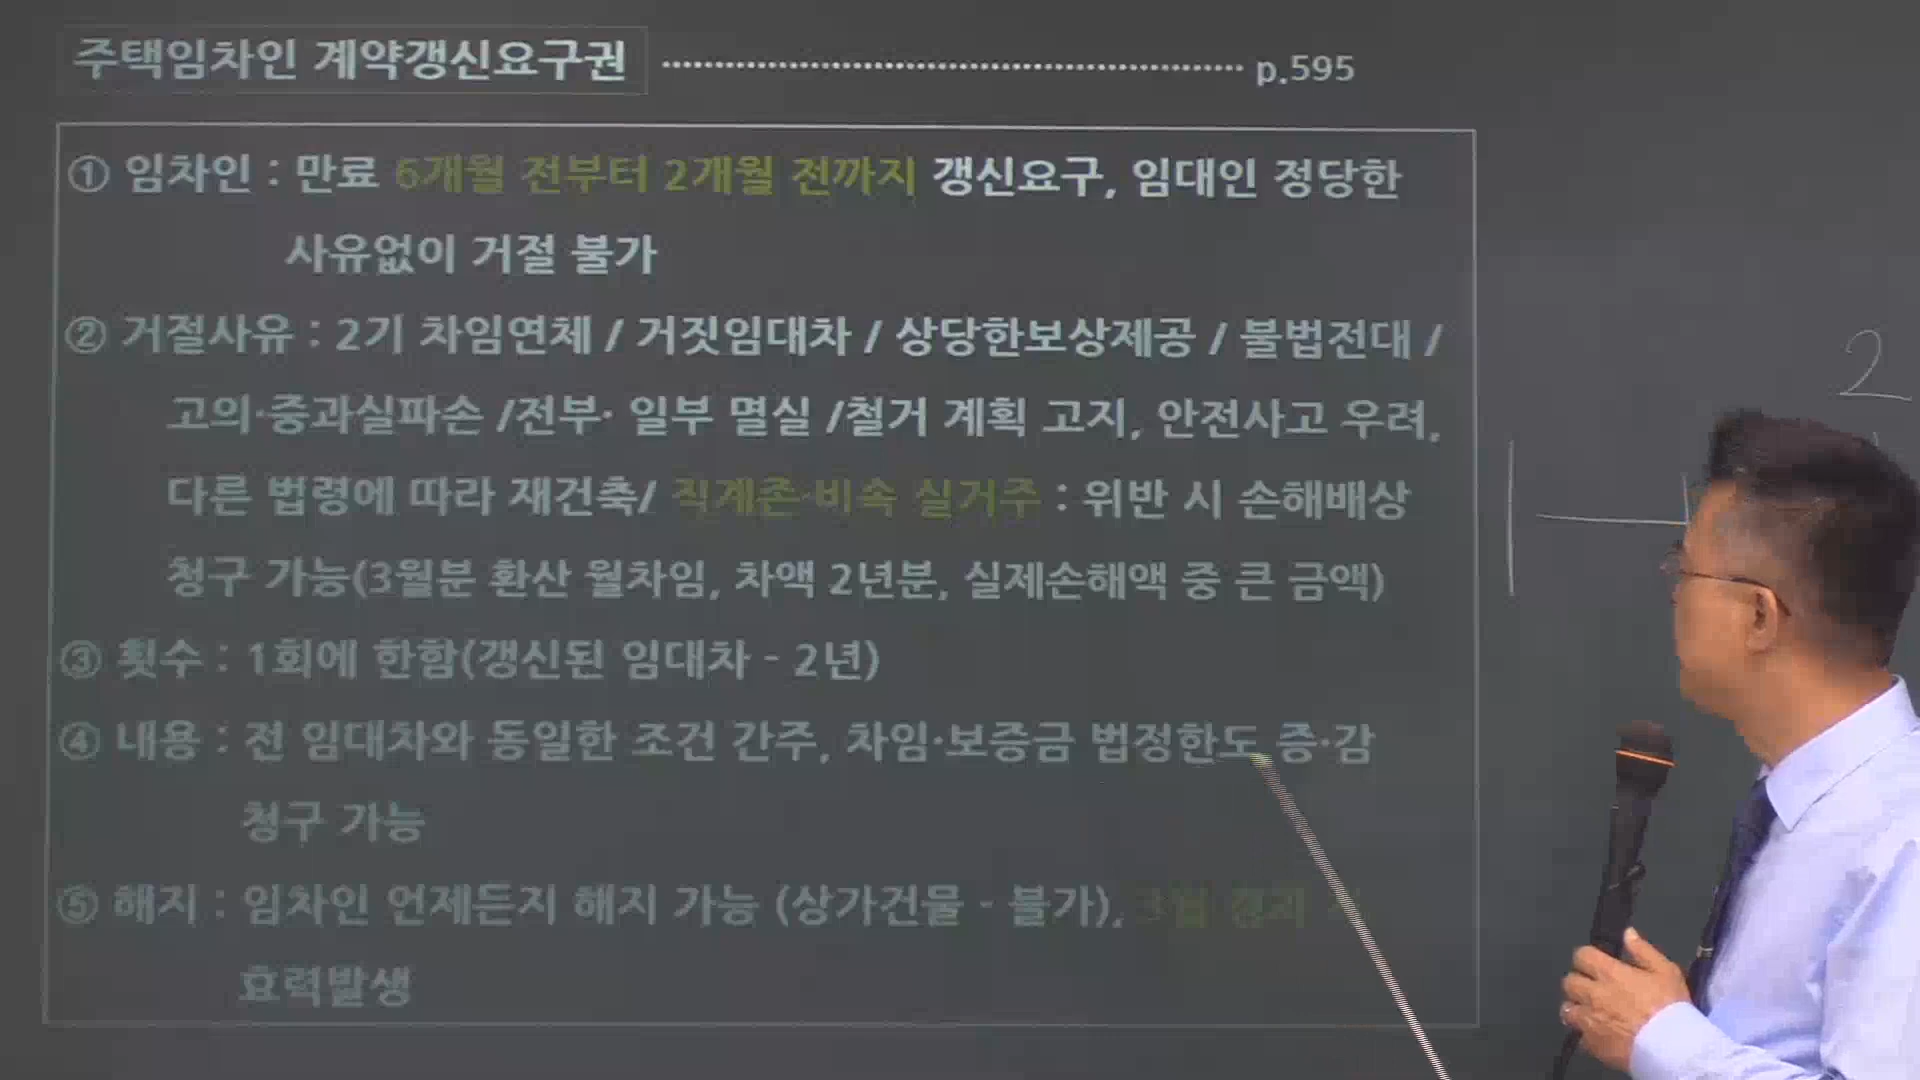 주택임차인 계약갱신요구권 p.595
① 임차인 : 만료 6개월 전부터 2개월 전까지 갱신요구, 임대인 정당한
사유없이 거절 불가
② 거절사유 : 2기 차임연체 / 거짓임대차 / 상당한보상제공 / 불법전대 /
고의·중과실파손 /전부· 일부 멸실 /철거 계획 고지, 안전사고 우려,
다른 법령에 따라 재건축/ 직계존·비속 실거주 : 위반 시 손해배상
청구 가능(3월분 환산 월차임, 차액 2년분, 실제손해액 중 큰 금액)
③ 횟수 : 1회에 한함(갱신된 임대차 - 2년)
④ 내용 : 전 임대차와 동일한 조건 간주, 차임·보증금 법정한도 증·감
청구 가능
⑤ 해지 : 임차인 언제든지 해지 가능 (상가건물 - 불가),
효력발생
2